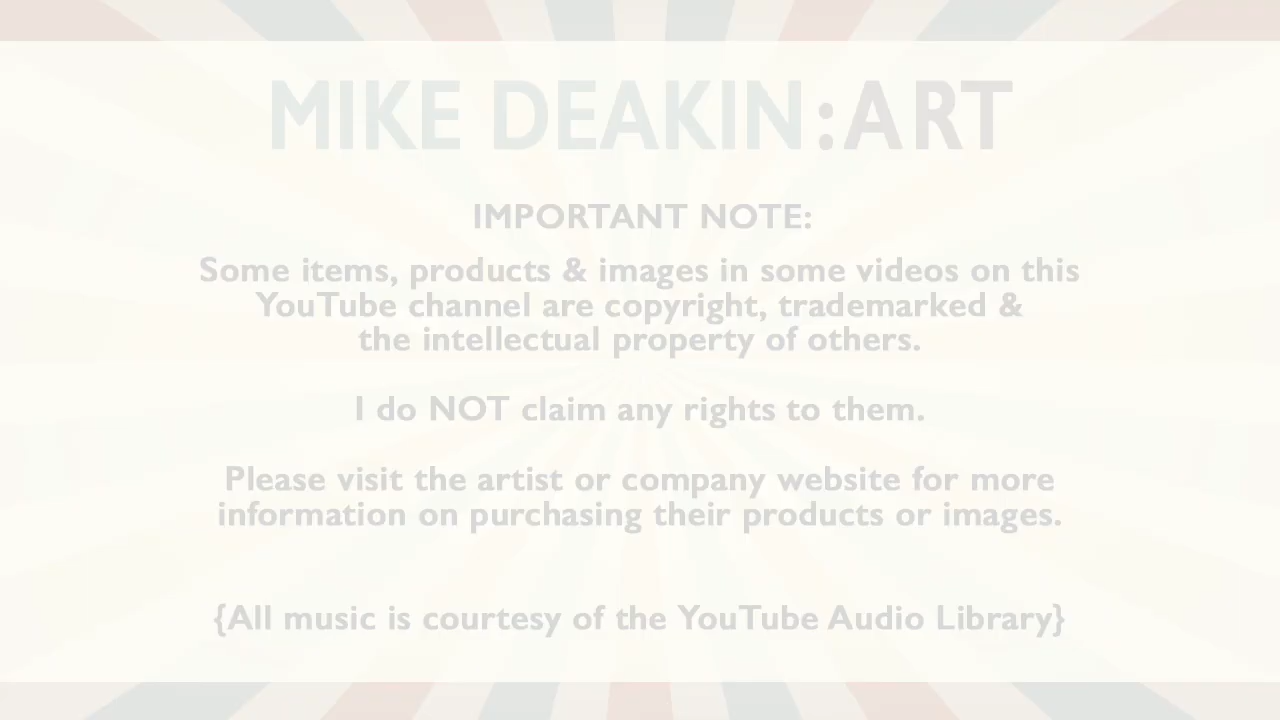 MIKE DEAKIN:ART
IMPORTANT NOTE:
Some items, products & images in some videos on this
YouTube channel are copyright, trademarked &
the intellectual property of others.
I do NOT claim any rights to them.
Please visit the artist or company website for more
information on purchasing their products or images.
{All music is courtesy of the YouTube Audio Library}